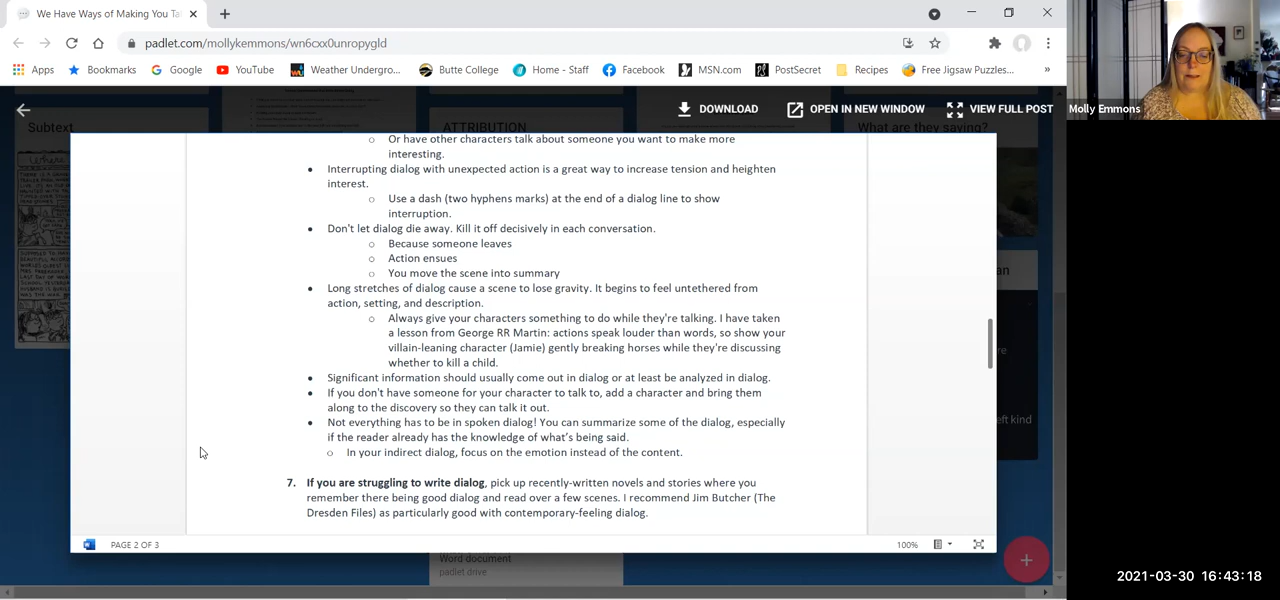 We Have Ways of Making You Ta
padlet.com/mollykemmons/wn6cxx0unropygld
Apps Bookmarks Google YouTube Weather Undergro... Butte College Home - Staff Facebook MSN.com PostSecret Recipes Free Jigsaw Puzzles... »
DOWNLOAD OPEN IN NEW WINDOW VIEW FULL POST Molly Emmons
Subtext ATTRIBUTION What are they saying?
o Or have other characters talk about someone you want to make more
interesting.
• Interrupting dialog with unexpected action is a great way to increase tension and heighten
interest.
o Use a dash (two hyphens marks) at the end of a dialog line to show
interruption.
• Don't let dialog die away. Kill it off decisively in each conversation.
o Because someone leaves
o Action ensues
o You move the scene into summary
• Long stretches of dialog cause a scene to lose gravity. It begins to feel untethered from
action, setting, and description.
o Always give your characters something to do while they're talking. I have taken
a lesson from George RR Martin: actions speak louder than words, so show your
villain-leaning character (Jamie) gently breaking horses while they're discussing
whether to kill a child.
• Significant information should usually come out in dialog or at least be analyzed in dialog.
• If you don't have someone for your character to talk to, add a character and bring them
along to the discovery so they can talk it out.
• Not everything has to be in spoken dialog! You can summarize some of the dialog, especially
if the reader already has the knowledge of what's being said.
o In your indirect dialog, focus on the emotion instead of the content.
7. If you are struggling to write dialog, pick up recently-written novels and stories where you
remember there being good dialog and read over a few scenes. I recommend Jim Butcher (The
Dresden Files) as particularly good with contemporary-feeling dialog.
an
re
eft kind
PAGE 2 OF 3 100%
Word document
padlet drive
2021-03-30 16:43:18